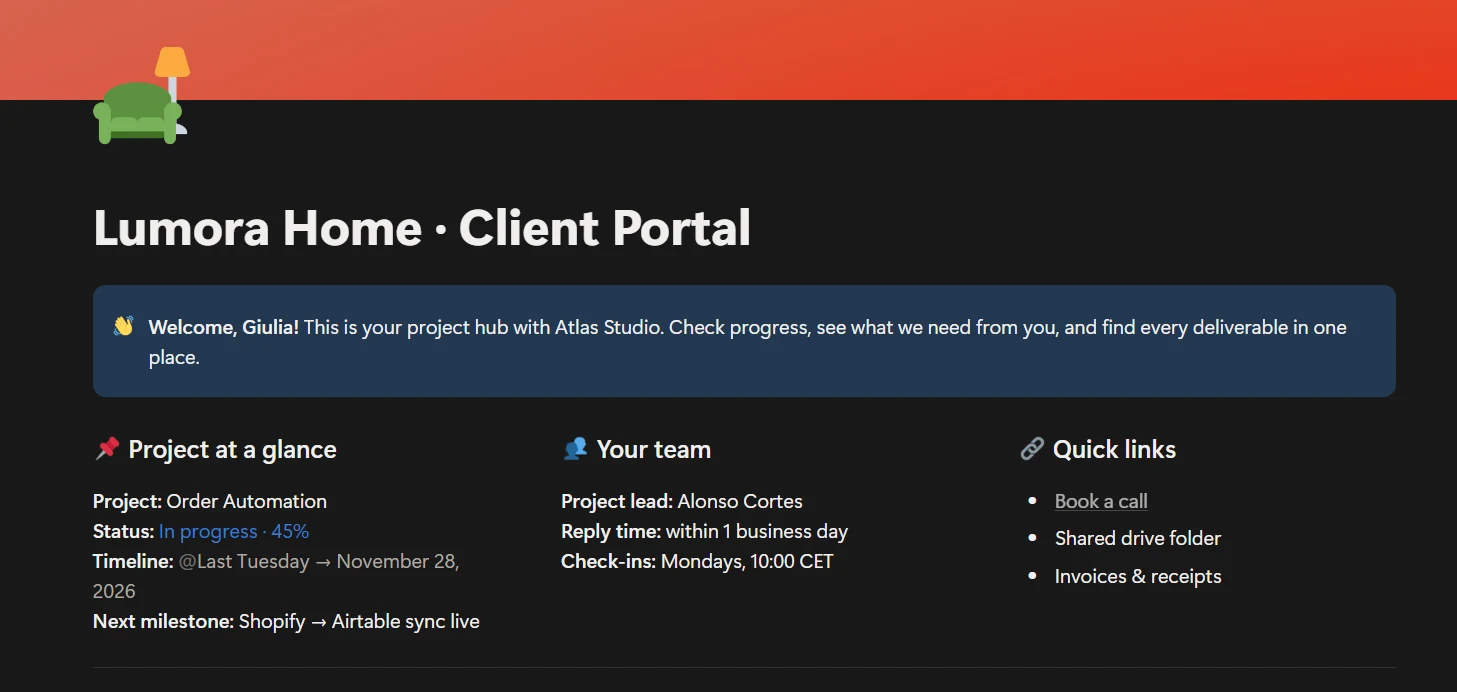 Lumora Home · Client Portal
Welcome, Giulia! This is your project hub with Atlas Studio. Check progress, see what we need from you, and find every deliverable in one
place.
Project at a glance
Project: Order Automation
Status: In progress · 45%
Timeline: @Last Tuesday → November 28,
2026
Next milestone: Shopify → Airtable sync live
Your team
Project lead: Alonso Cortes
Reply time: within 1 business day
Check-ins: Mondays, 10:00 CET
Quick links
• Book a call
• Shared drive folder
• Invoices & receipts